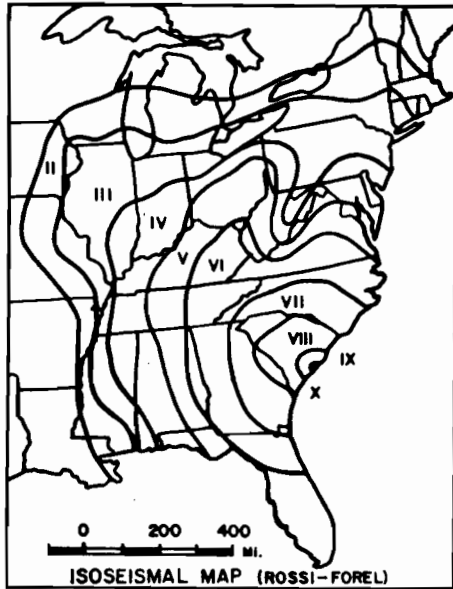 II
III
IV
V
VI
VII
VIII
IX
X
0 200 400
MI.
ISOSEISMAL MAP (ROSSI-FOREL)